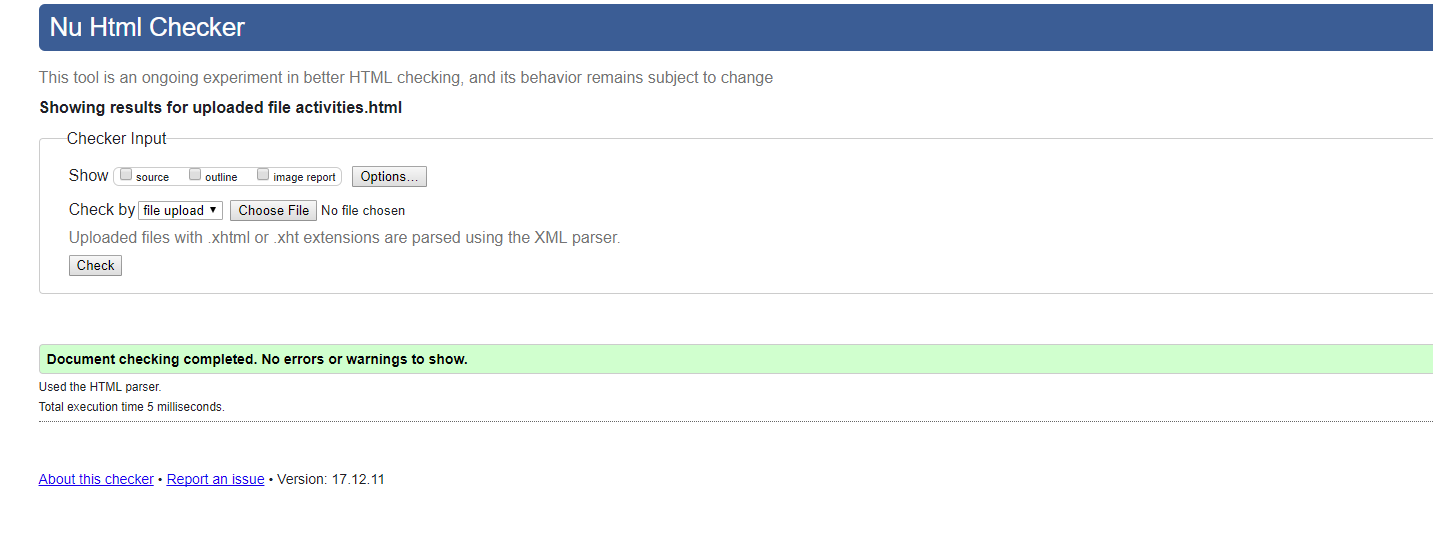 Nu Html Checker
This tool is an ongoing experiment in better HTML checking, and its behavior remains subject to change
Showing results for uploaded file activities.html
Checker Input
Show source outline image report Options...
Check by file upload Choose File No file chosen
Uploaded files with .xhtml or .xht extensions are parsed using the XML parser.
Check
Document checking completed. No errors or warnings to show.
Used the HTML parser.
Total execution time 5 milliseconds.
About this checker • Report an issue • Version: 17.12.11